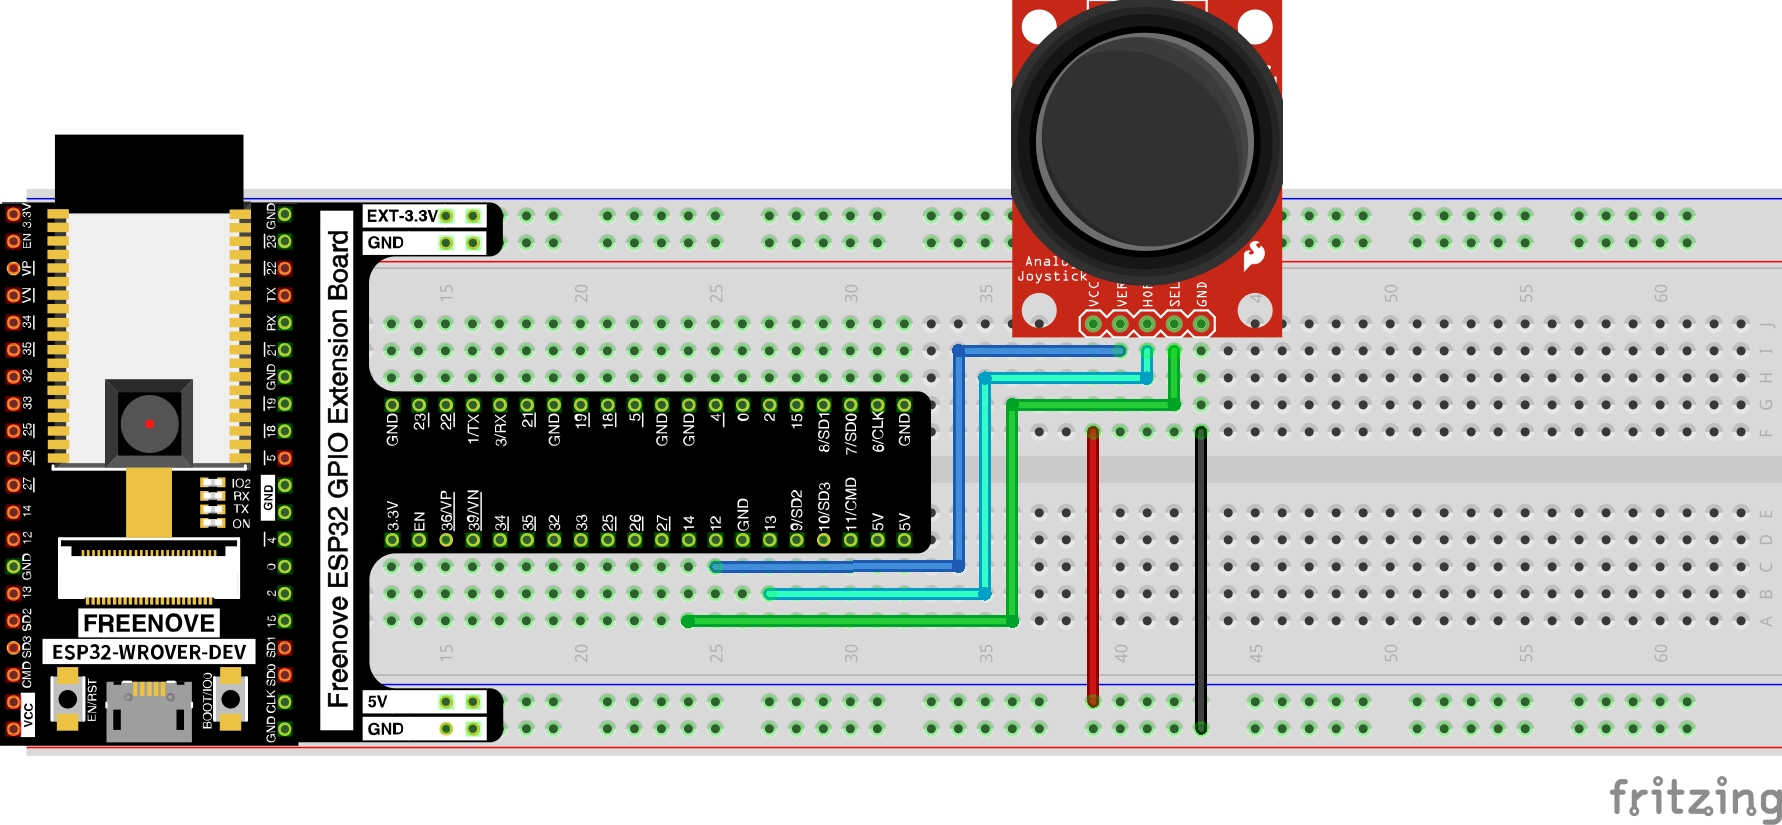 EXT-3.3V
GND
3.3V
EN
VP
VN
34
35
32
33
25
26
27
14
12
GND
13
SD2
SD3
CMD
VCC
GND
23
22
TX
RX
21
GND
19
18
5
GND
4
0
2
15
SD1
SD0
CLK
GND
IO2
RX
TX
ON
FREENOVE
ESP32-WROVER-DEV
EN/RST
BOOT/IO0
Freenove ESP32 GPIO Extension Board
Joystick
VCC
SEL
GND
15 20 25 30 35 50 55 60
J
I
H
G
F
GND 23 22 1/TX 3/RX 21 GND 19 18 5 GND GND 4 0 2 15 8/SD1 7/SD0 6/CLK GND
3.3V EN 36/VP 39/VN 34 35 32 33 25 26 27 14 12 GND 13 9/SD2 10/SD3 11/CMD 5V 5V
E
D
C
B
A
15 20 25 30 35 40 45 50 55 60
5V
GND
fritzing